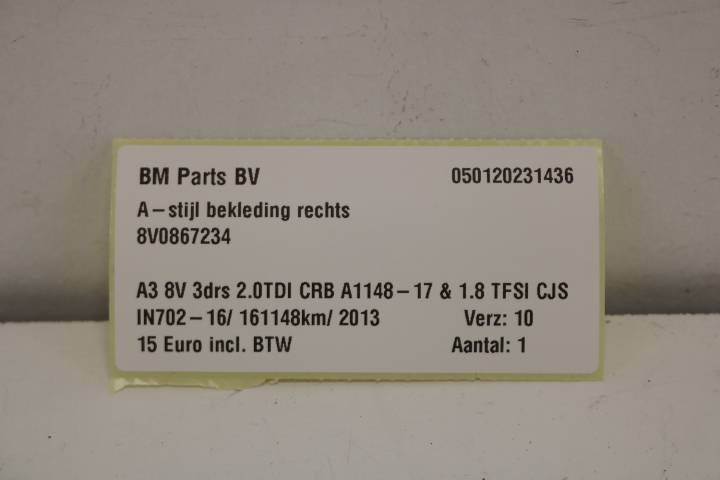 BM Parts BV 050120231436
A-stijl bekleding rechts
8V0867234
A3 8V 3drs 2.0TDI CRB A1148-17 & 1.8 TFSI CJS
IN702-16/ 161148km/ 2013 Verz: 10
15 Euro incl. BTW Aantal: 1